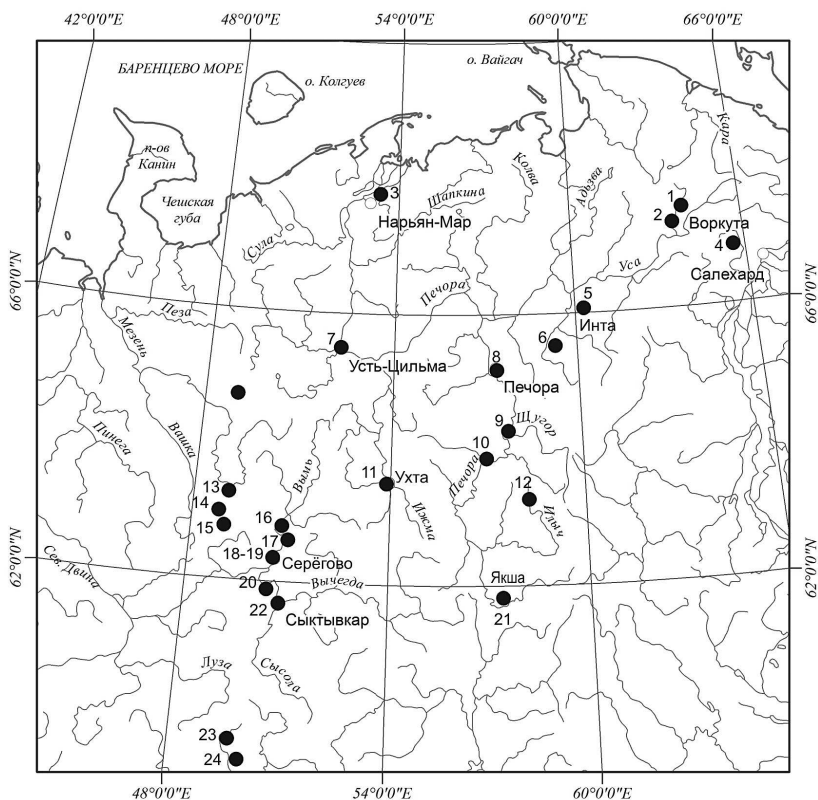 42°0'0"E
48°0'0"E
54°0'0"E
60°0'0"E
66°0'0"E
БАРЕНЦЕВО МОРЕ
о. Колгуев
о. Вайгач
п-ов
Канин
Чешская
губа
Кара
Колва
Адьзва
Шапкина
3
Нарьян-Мар
1
2
Воркута
4
Салехард
Сула
Уса
66°0'0"N
66°0'0"N
Печора
5
Инта
Пеза
Мезень
6
7
Усть-Цильма
8
Печора
Пинега
Вашка
9
Щугор
10
Печора
Вымь
11
Ухта
12
Ижма
Илыч
13
14
15
16
17
18-19
Серёгово
62°0'0"N
62°0'0"N
Сев. Двина
20
Вычегда
22
Сыктывкар
Якша
21
Луза
Сысола
23
24
48°0'0"E
54°0'0"E
60°0'0"E